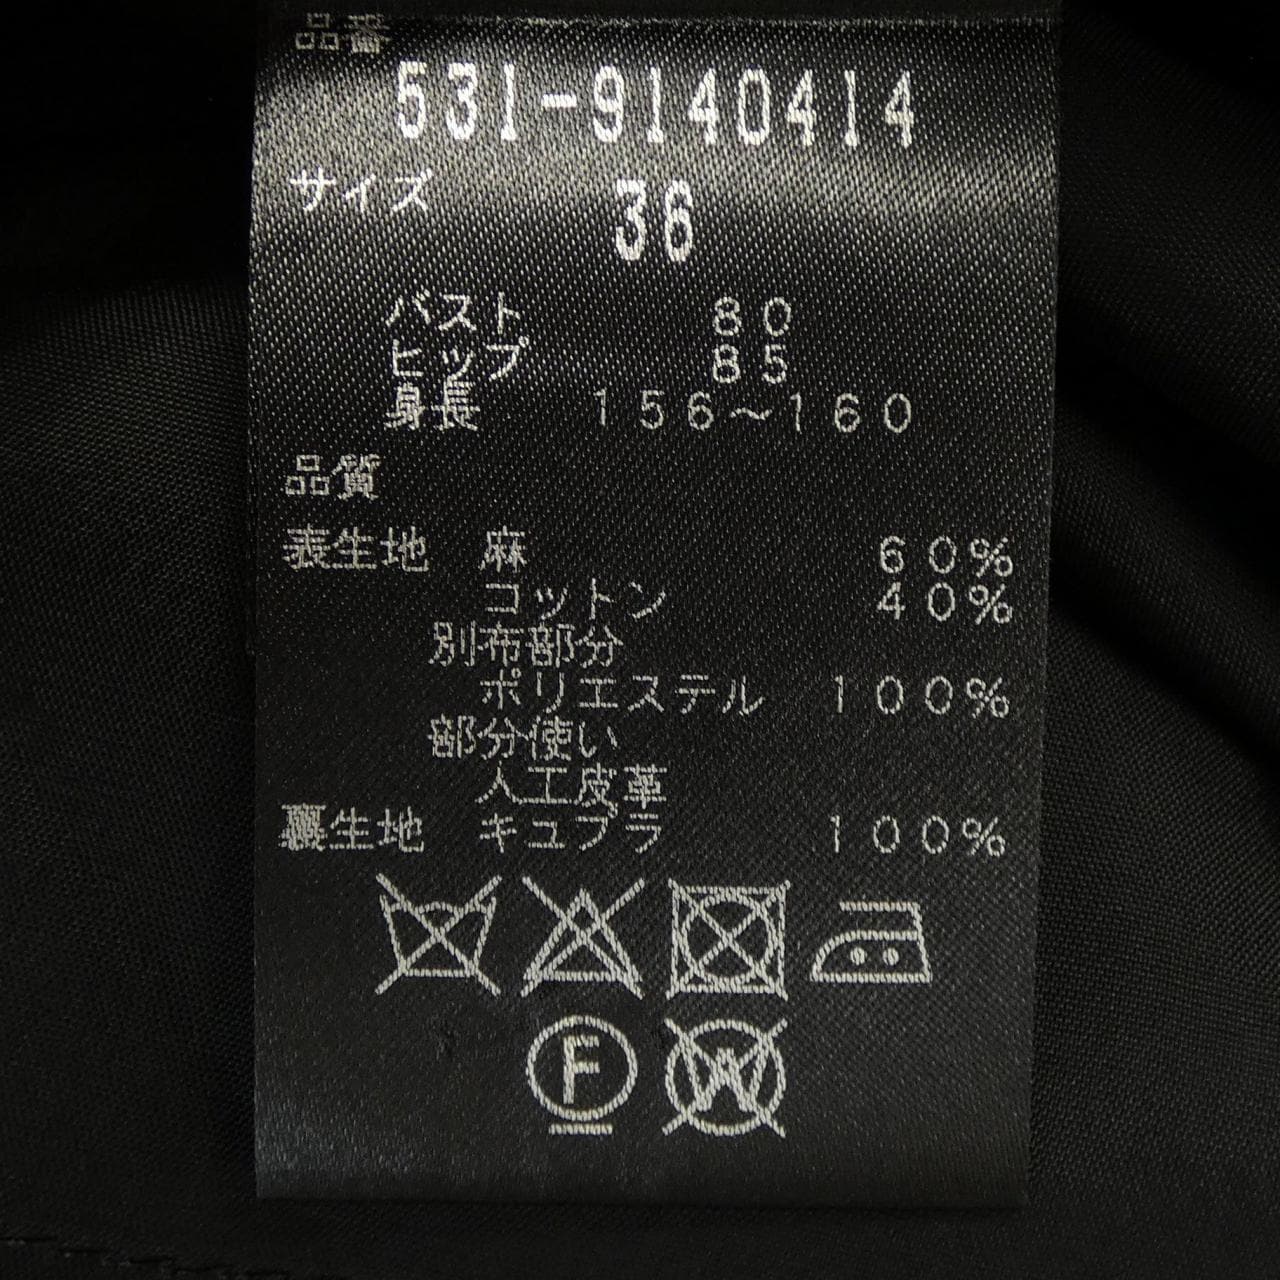 品番
531-9140414
サイズ 36
バスト 80
ヒップ 85
身長 156~160
品質
表生地 麻 60%
コットン 40%
別布部分
ポリエステル 100%
部分使い
人工皮革
裏生地 キュプラ 100%
F W